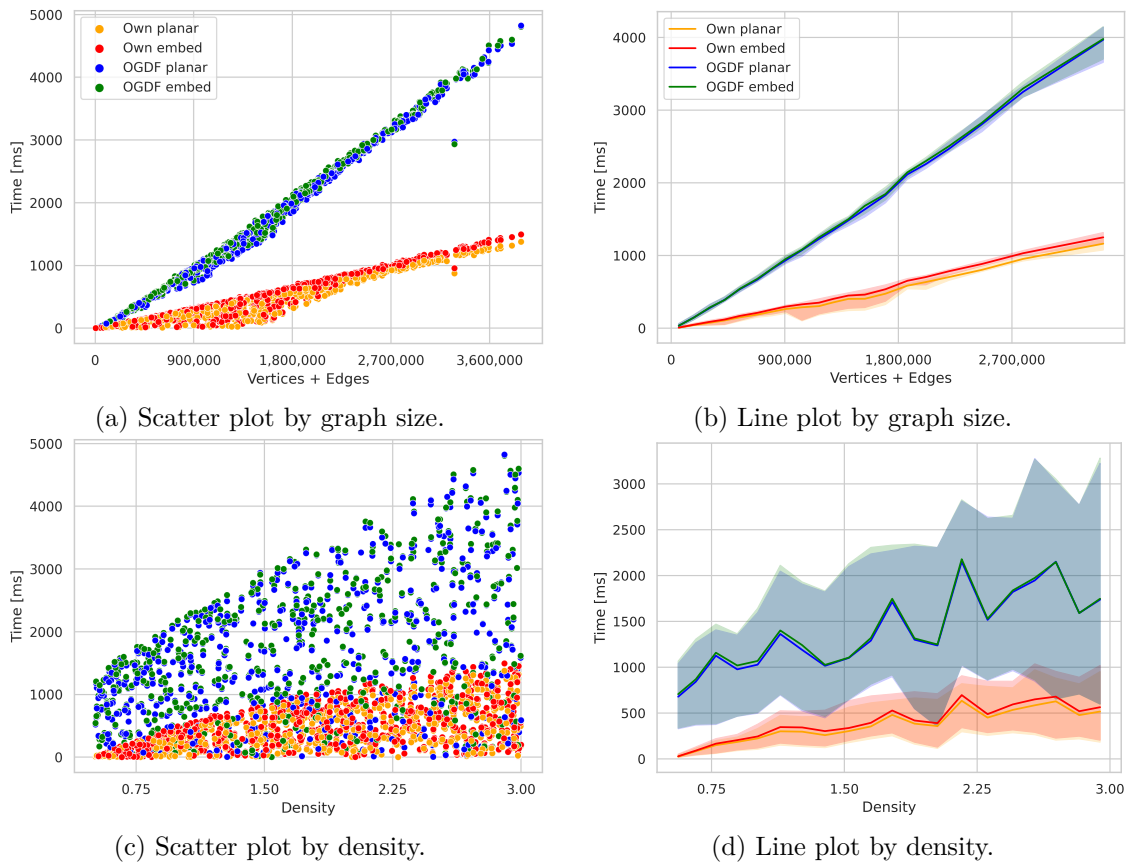 5000
4000
3000
2000
1000
0
Time [ms]
Own planar
Own embed
OGDF planar
OGDF embed
0
900,000
1,800,000
2,700,000
3,600,000
Vertices + Edges
(a) Scatter plot by graph size.
4000
3000
2000
1000
0
Time [ms]
Own planar
Own embed
OGDF planar
OGDF embed
0
900,000
1,800,000
2,700,000
Vertices + Edges
(b) Line plot by graph size.
5000
4000
3000
2000
1000
0
Time [ms]
0.75
1.50
2.25
3.00
Density
(c) Scatter plot by density.
3000
2500
2000
1500
1000
500
0
Time [ms]
0.75
1.50
2.25
3.00
Density
(d) Line plot by density.